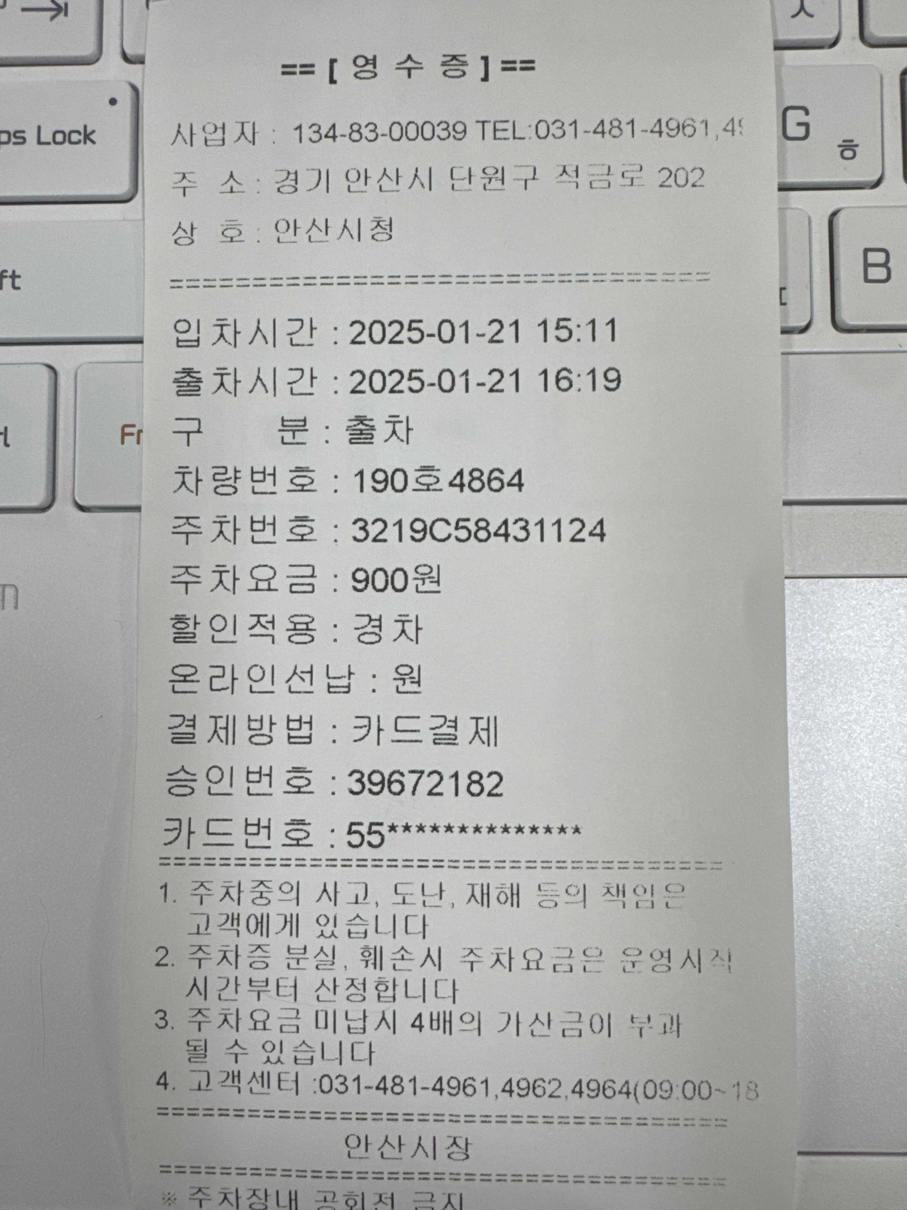 == [ 영 수 증 ] ==
사업자 : 134-83-00039 TEL:031-481-4961,49
주 소 : 경기 안산시 단원구 적금로 202
상 호 : 안산시청
입차시간 : 2025-01-21 15:11
출차시간 : 2025-01-21 16:19
구 분 : 출차
차량번호 : 190호4864
주차번호 : 3219C58431124
주차요금 : 900원
할인적용 : 경차
온라인선납 : 원
결제방법 : 카드결제
승인번호 : 39672182
카드번호 : 55**************
1. 주차중의 사고, 도난, 재해 등의 책임은
고객에게 있습니다
2. 주차증 분실, 훼손시 주차요금은 운영시작
시간부터 산정합니다
3. 주차요금 미납시 4배의 가산금이 부과
될 수 있습니다
4. 고객센터 :031-481-4961,4962,4964(09:00~18
안산시장
※ 주차장내 공회전 금지
ps Lock
G
ㅎ
ㅅ
B
ft
Fn